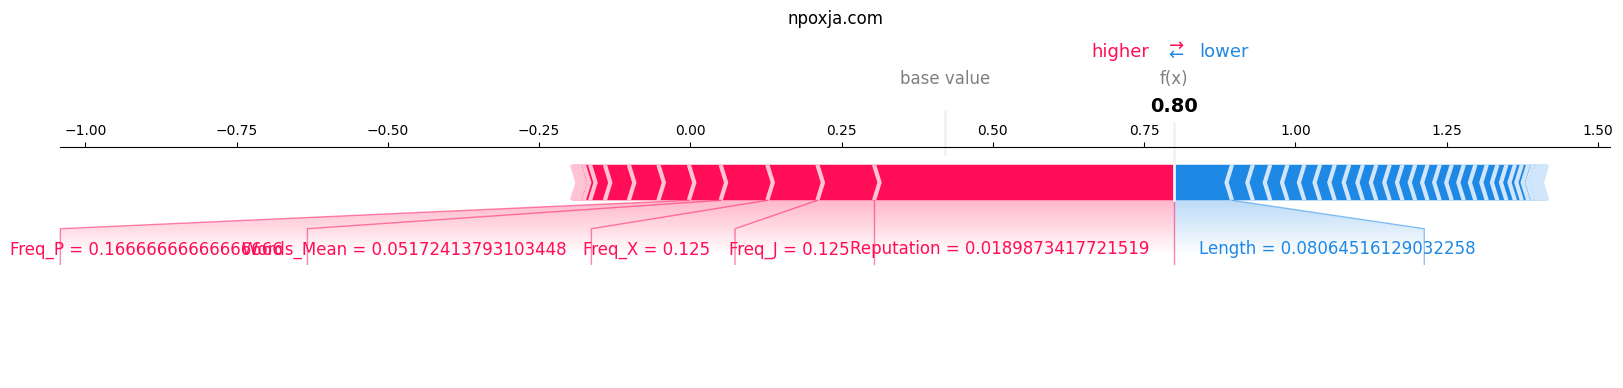 npoxja.com
higher ⇄ lower
base value f(x)
0.80
−1.00 −0.75 −0.50 −0.25 0.00 0.25 0.50 0.75 1.00 1.25 1.50
Freq_P = 0.16666666666666666 Words_Mean = 0.05172413793103448 Freq_X = 0.125 Freq_J = 0.125 Reputation = 0.0189873417721519 Length = 0.08064516129032258